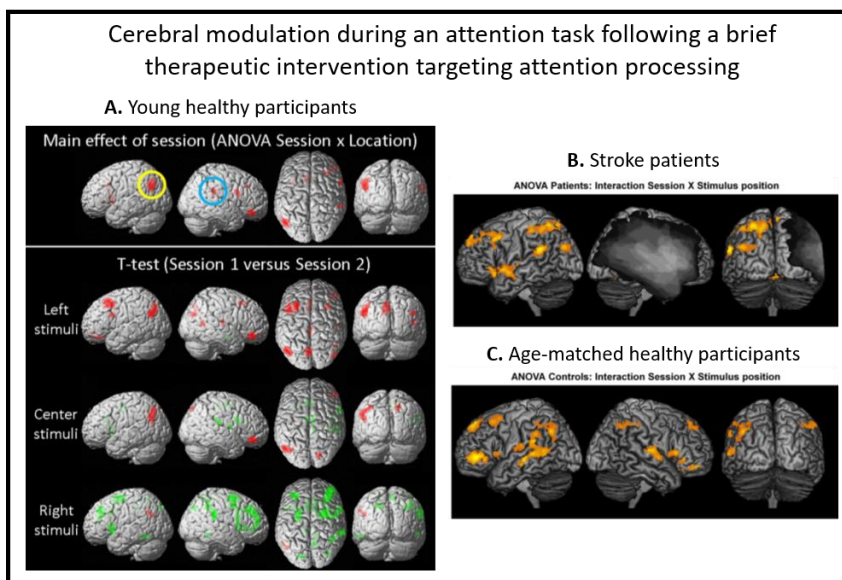 Cerebral modulation during an attention task following a brief
therapeutic intervention targeting attention processing
A. Young healthy participants
Main effect of session (ANOVA Session x Location)
T-test (Session 1 versus Session 2)
Left
stimuli
Center
stimuli
Right
stimuli
B. Stroke patients
ANOVA Patients: Interaction Session X Stimulus position
C. Age-matched healthy participants
ANOVA Controls: Interaction Session X Stimulus position